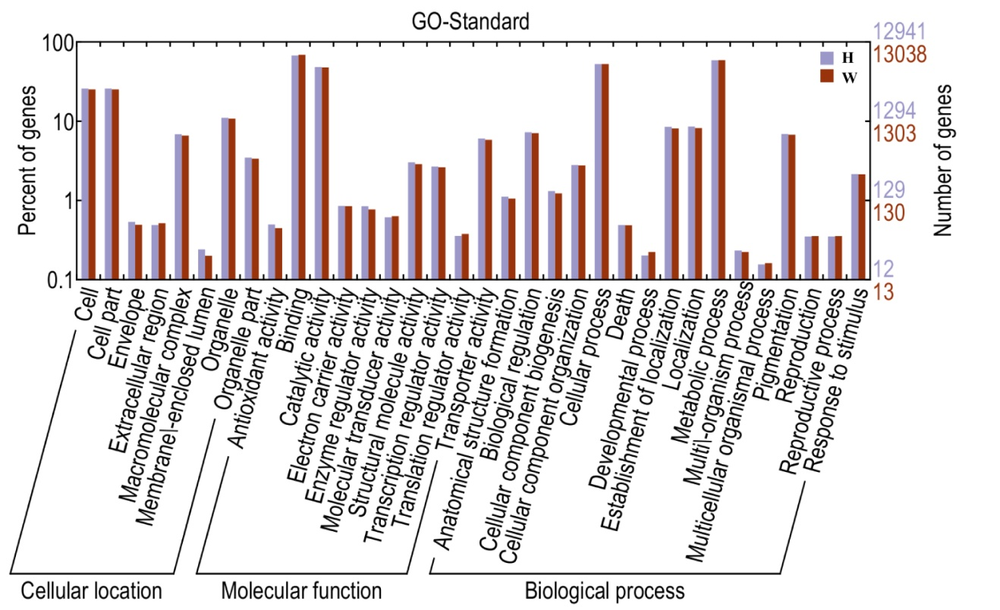 GO-Standard
Percent of genes
100
10
1
0.1
12941
13038
1294
1303
129
130
12
13
Number of genes
H
W
Cell
Cell part
Envelope
Extracellular region
Macromolecular complex
Membranel-enclosed lumen
Organelle
Organelle part
Antioxidant activity
Binding
Catalytic activity
Electron carrier activity
Enzyme regulator activity
Molecular transducer activity
Structural molecule activity
Transcription regulator activity
Translation regulator activity
Transporter activity
Anatomical structure formation
Biological regulation
Cellular component biogenesis
Cellular component organization
Cellular process
Death
Developmental process
Establishment of localization
Localization
Metabolic process
Multi\-organism process
Multicellular organismal process
Pigmentation
Reproduction
Reproductive process
Response to stimulus
Cellular location
Molecular function
Biological process